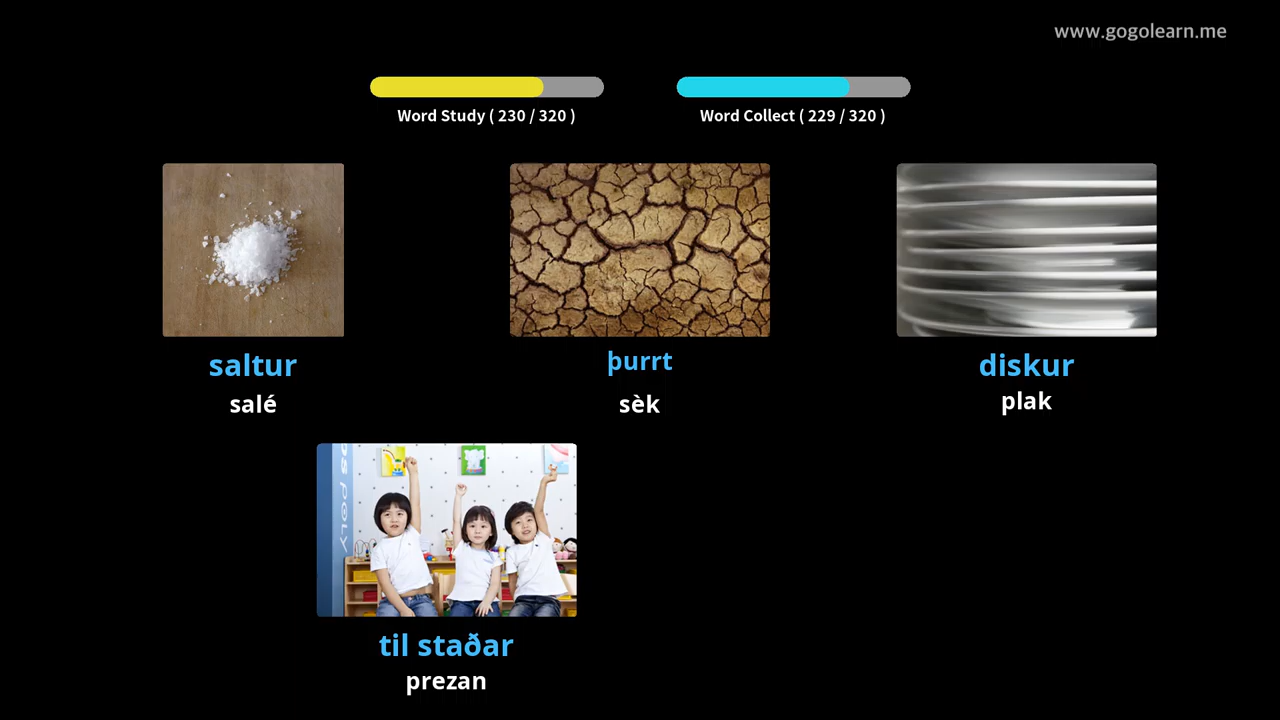 www.gogolearn.me
Word Study ( 230 / 320 )
Word Collect ( 229 / 320 )
saltur
salé
þurrt
sèk
diskur
plak
POLY
til staðar
prezan